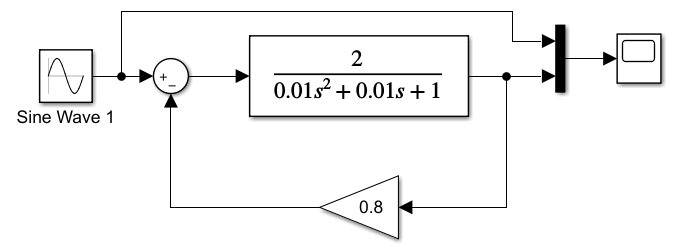 2
0.01s² + 0.01s + 1
+
−
Sine Wave 1
0.8